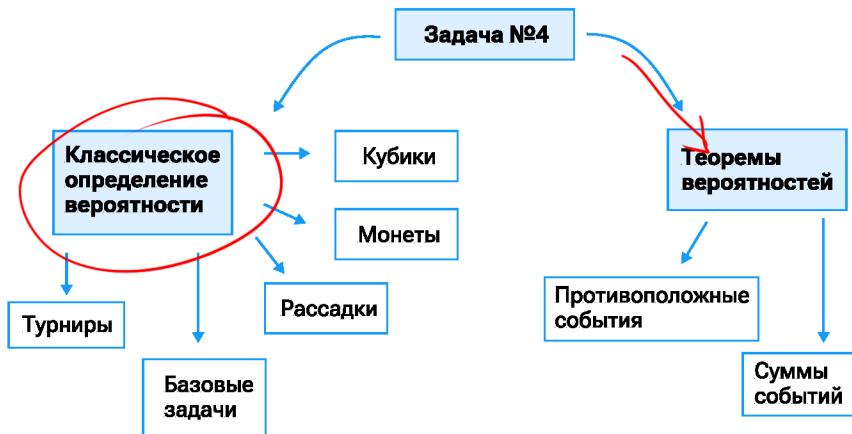 Задача №4
Классическое
определение
вероятности
Кубики
Монеты
Рассадки
Турниры
Базовые
задачи
Теоремы
вероятностей
Противоположные
события
Суммы
событий